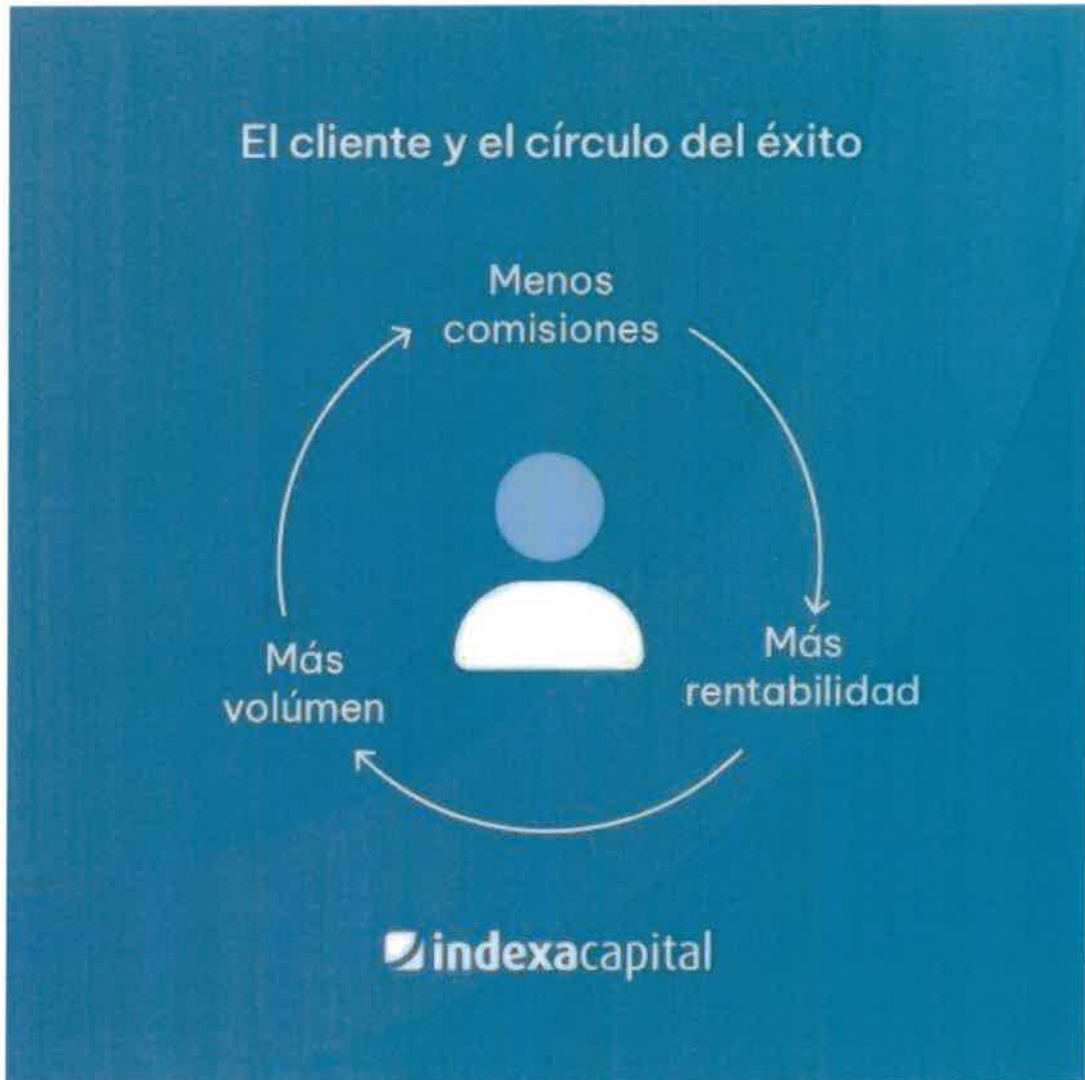 El cliente y el círculo del éxito
Menos
comisiones
Más
rentabilidad
Más
volúmen
indexacapital